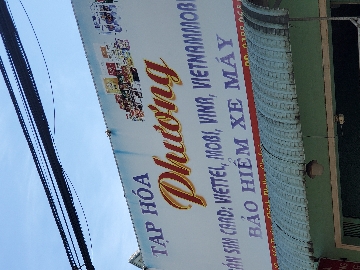 TẠP HÓA
Phương
SIM CARD: VIETTEL, MOBI, VINA, VIETNAMMOBI
BẢO HIỂM XE MÁY